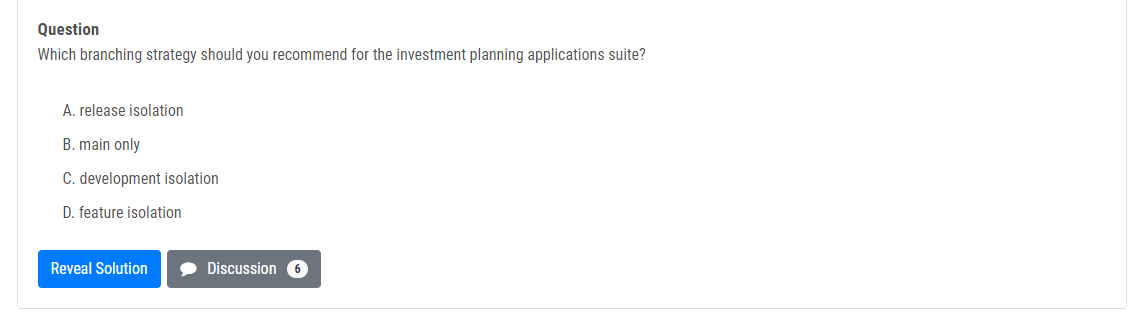 Question
Which branching strategy should you recommend for the investment planning applications suite?
A. release isolation
B. main only
C. development isolation
D. feature isolation
Reveal Solution Discussion 6